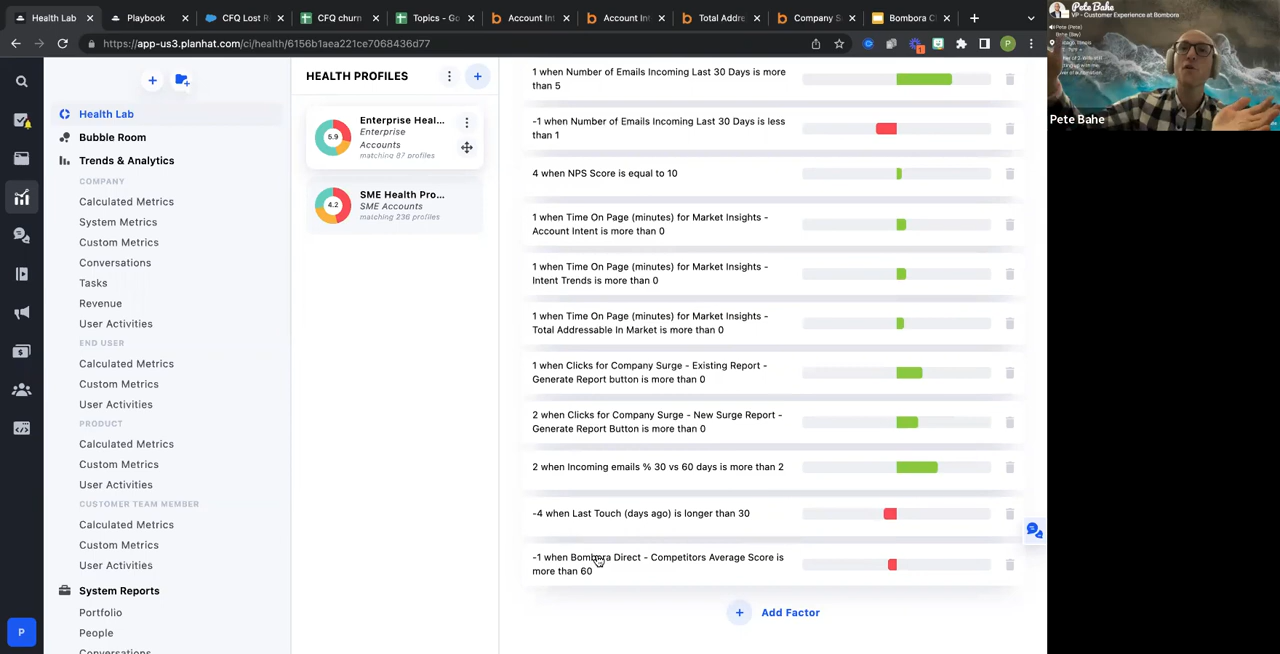 Health Lab
Playbook
CFQ Lost R
CFQ churn
Topics - Go
Account Int
Account Int
Total Addre
Company S
Bombora C
https://app-us3.planhat.com/ci/health/6156b1aea221ce7068436d77
P
Pete Bahe
VP - Customer Experience at Bombora
Pete Bahe
Health Lab
Bubble Room
Trends & Analytics
COMPANY
Calculated Metrics
System Metrics
Custom Metrics
Conversations
Tasks
Revenue
User Activities
END USER
Calculated Metrics
Custom Metrics
User Activities
PRODUCT
Calculated Metrics
Custom Metrics
User Activities
CUSTOMER TEAM MEMBER
Calculated Metrics
Custom Metrics
User Activities
System Reports
Portfolio
People
Conversations
P
HEALTH PROFILES
6.9
Enterprise Heal...
Enterprise
Accounts
matching 87 profiles
4.2
SME Health Pro...
SME Accounts
matching 236 profiles
1 when Number of Emails Incoming Last 30 Days is more
than 5
-1 when Number of Emails Incoming Last 30 Days is less
than 1
4 when NPS Score is equal to 10
1 when Time On Page (minutes) for Market Insights -
Account Intent is more than 0
1 when Time On Page (minutes) for Market Insights -
Intent Trends is more than 0
1 when Time On Page (minutes) for Market Insights -
Total Addressable In Market is more than 0
1 when Clicks for Company Surge - Existing Report -
Generate Report button is more than 0
2 when Clicks for Company Surge - New Surge Report -
Generate Report Button is more than 0
2 when Incoming emails % 30 vs 60 days is more than 2
-4 when Last Touch (days ago) is longer than 30
-1 when Bombora Direct - Competitors Average Score is
more than 60
Add Factor